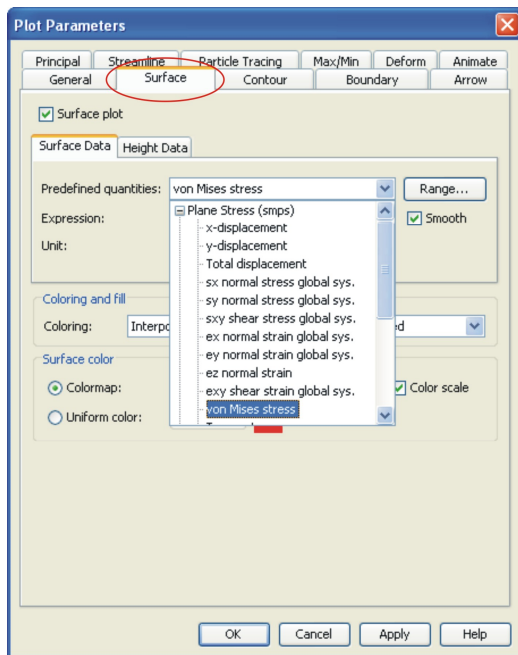 Plot Parameters
Principal Streamline Particle Tracing Max/Min Deform Animate
General Surface Contour Boundary Arrow
Surface plot
Surface Data Height Data
Predefined quantities: von Mises stress Range...
Expression: Smooth
Unit:
Plane Stress (smps)
x-displacement
y-displacement
Total displacement
sx normal stress global sys.
sy normal stress global sys.
sxy shear stress global sys.
ex normal strain global sys.
ey normal strain global sys.
ez normal strain
exy shear strain global sys.
von Mises stress
Coloring and fill
Coloring:
Surface color
Colormap: Color scale
Uniform color:
OK Cancel Apply Help